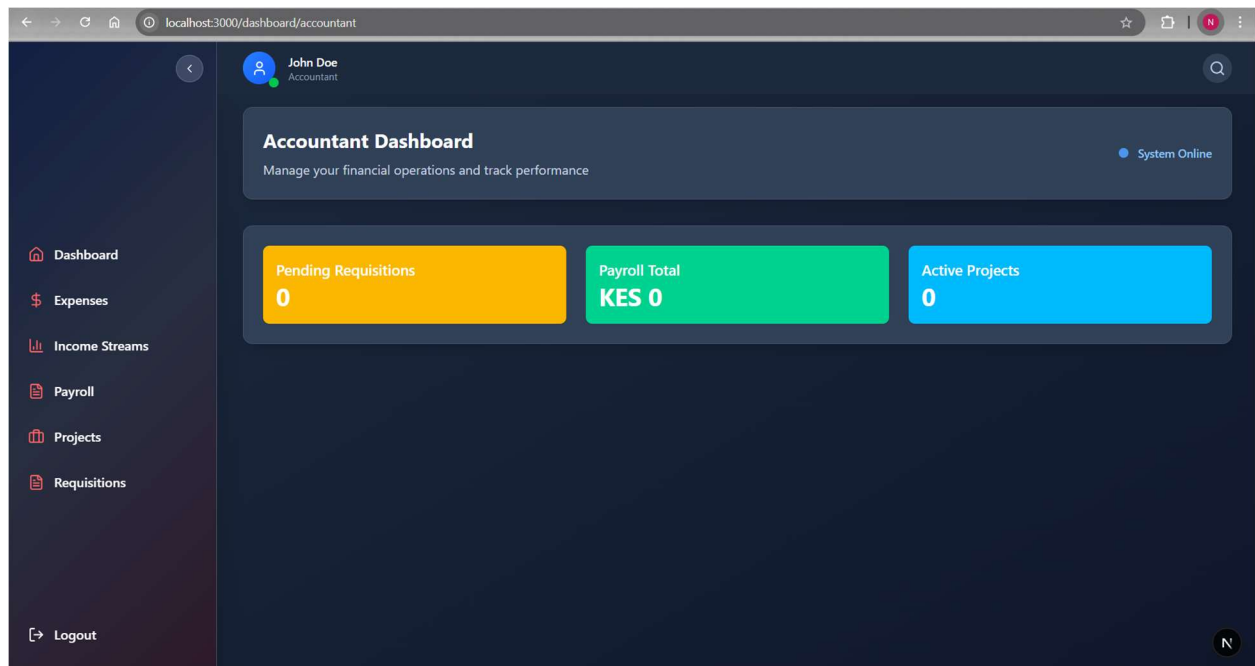 localhost:3000/dashboard/accountant
N
John Doe
Accountant
Accountant Dashboard
Manage your financial operations and track performance
System Online
Dashboard
Expenses
Income Streams
Payroll
Projects
Requisitions
Logout
Pending Requisitions
0
Payroll Total
KES 0
Active Projects
0
N